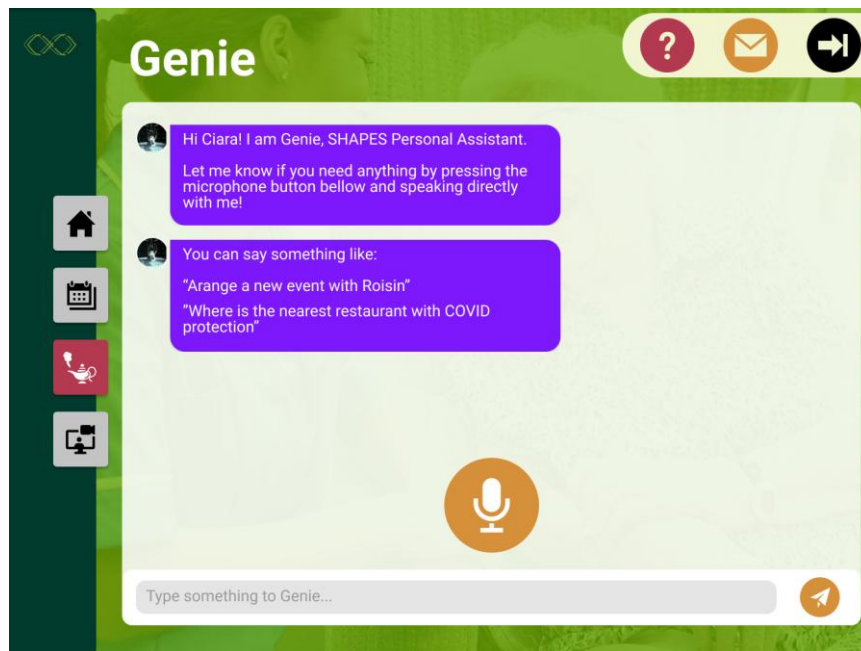 Genie
?
Hi Ciara! I am Genie, SHAPES Personal Assistant.
Let me know if you need anything by pressing the
microphone button bellow and speaking directly
with me!
You can say something like:
“Arange a new event with Roisin”
“Where is the nearest restaurant with COVID
protection”
Type something to Genie...